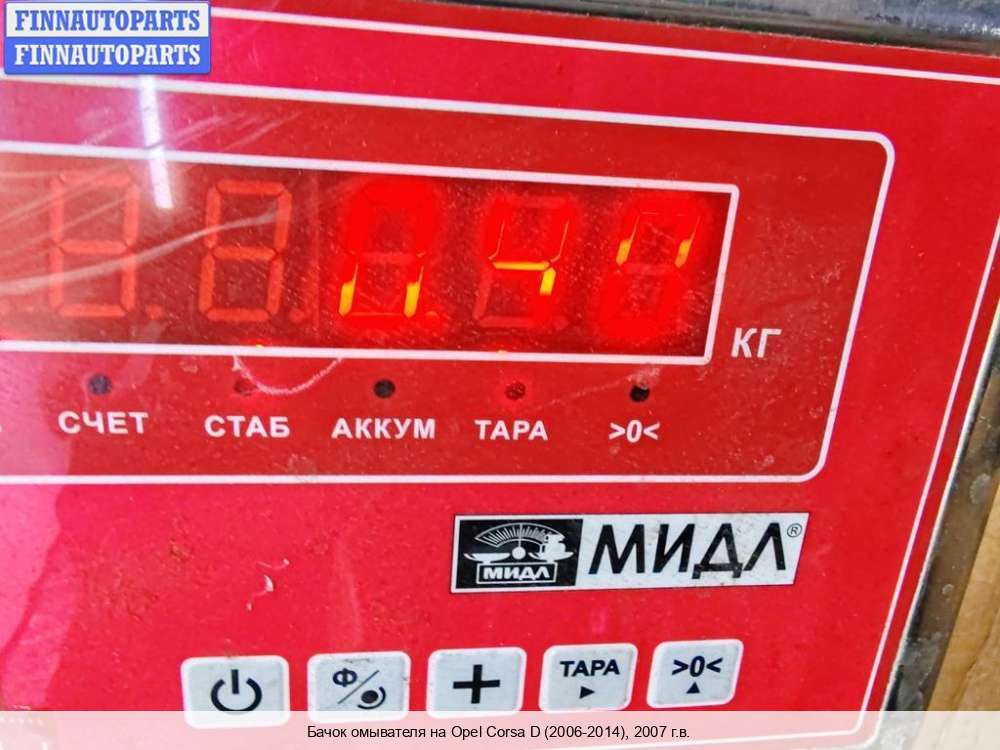 FINNAUTOPARTS
FINNAUTOPARTS
КГ
СЧЕТ СТАБ АККУМ ТАРА >0<
МИДЛ МИДЛ®
Ф ТАРА >0<
Бачок омывателя на Opel Corsa D (2006-2014), 2007 г.в.